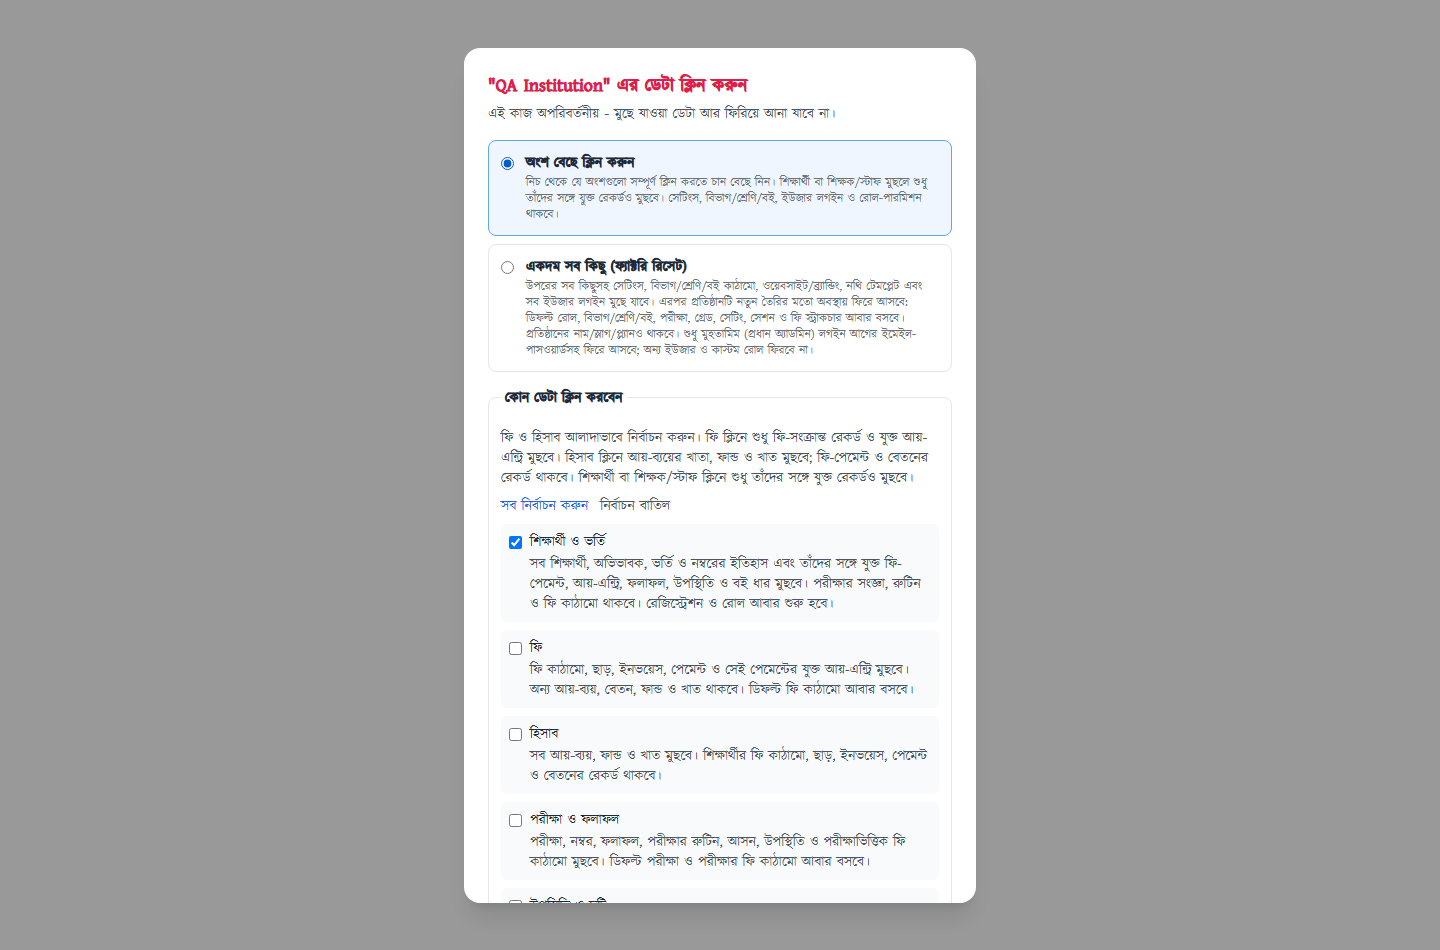 "QA Institution" এর ডেটা ক্লিন করুন
এই কাজ অপরিবর্তনীয় - মুছে যাওয়া ডেটা আর ফিরিয়ে আনা যাবে না।
অংশ বেছে ক্লিন করুন
নিচ থেকে যে অংশগুলো সম্পূর্ণ ক্লিন করতে চান বেছে নিন। শিক্ষার্থী বা শিক্ষক/স্টাফ মুছলে শুধু
তাঁদের সঙ্গে যুক্ত রেকর্ডও মুছবে। সেটিংস, বিভাগ/শ্রেণি/বই, ইউজার লগইন ও রোল-পারমিশন
থাকবে।
একদম সব কিছু (ফ্যাক্টরি রিসেট)
উপরের সব কিছুসহ সেটিংস, বিভাগ/শ্রেণি/বই কাঠামো, ওয়েবসাইট/ব্র্যান্ডিং, নথি টেমপ্লেট এবং
সব ইউজার লগইন মুছে যাবে। এরপর প্রতিষ্ঠানটি নতুন তৈরির মতো অবস্থায় ফিরে আসবে:
ডিফল্ট রোল, বিভাগ/শ্রেণি/বই, পরীক্ষা, গ্রেড, সেটিং, সেশন ও ফি স্ট্রাকচার আবার বসবে।
প্রতিষ্ঠানের নাম/স্লাগ/প্ল্যানও থাকবে। শুধু মুহতামিম (প্রধান অ্যাডমিন) লগইন আগের ইমেইল-
পাসওয়ার্ডসহ ফিরে আসবে; অন্য ইউজার ও কাস্টম রোল ফিরবে না।
কোন ডেটা ক্লিন করবেন
ফি ও হিসাব আলাদাভাবে নির্বাচন করুন। ফি ক্লিনে শুধু ফি-সংক্রান্ত রেকর্ড ও যুক্ত আয়-
এন্ট্রি মুছবে। হিসাব ক্লিনে আয়-ব্যয়ের খাতা, ফান্ড ও খাত মুছবে; ফি-পেমেন্ট ও বেতনের
রেকর্ড থাকবে। শিক্ষার্থী বা শিক্ষক/স্টাফ ক্লিনে শুধু তাঁদের সঙ্গে যুক্ত রেকর্ডও মুছবে।
সব নির্বাচন করুন নির্বাচন বাতিল
শিক্ষার্থী ও ভর্তি
সব শিক্ষার্থী, অভিভাবক, ভর্তি ও নম্বরের ইতিহাস এবং তাঁদের সঙ্গে যুক্ত ফি-
পেমেন্ট, আয়-এন্ট্রি, ফলাফল, উপস্থিতি ও বই ধার মুছবে। পরীক্ষার সংজ্ঞা, রুটিন
ও ফি কাঠামো থাকবে। রেজিস্ট্রেশন ও রোল আবার শুরু হবে।
ফি
ফি কাঠামো, ছাড়, ইনভয়েস, পেমেন্ট ও সেই পেমেন্টের যুক্ত আয়-এন্ট্রি মুছবে।
অন্য আয়-ব্যয়, বেতন, ফান্ড ও খাত থাকবে। ডিফল্ট ফি কাঠামো আবার বসবে।
হিসাব
সব আয়-ব্যয়, ফান্ড ও খাত মুছবে। শিক্ষার্থীর ফি কাঠামো, ছাড়, ইনভয়েস, পেমেন্ট
ও বেতনের রেকর্ড থাকবে।
পরীক্ষা ও ফলাফল
পরীক্ষা, নম্বর, ফলাফল, পরীক্ষার রুটিন, আসন, উপস্থিতি ও পরীক্ষাভিত্তিক ফি
কাঠামো মুছবে। ডিফল্ট পরীক্ষা ও পরীক্ষার ফি কাঠামো আবার বসবে।